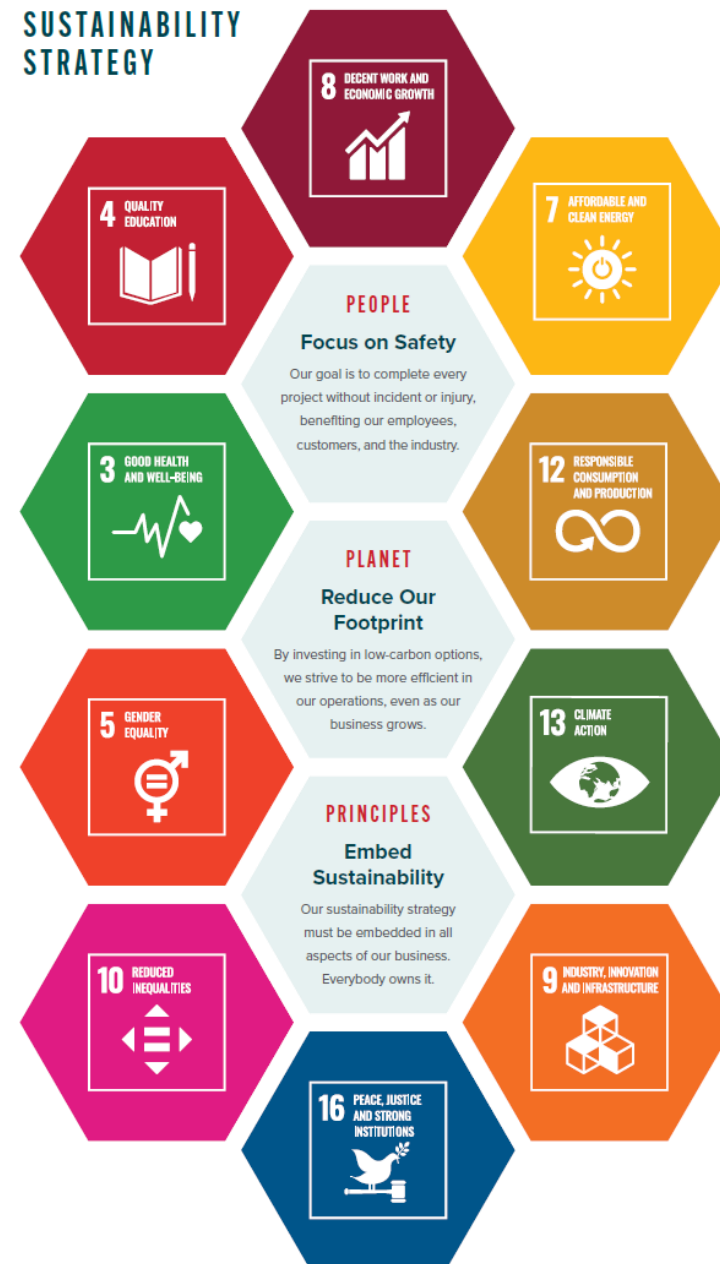 SUSTAINABILITY
STRATEGY
8 DECENT WORK AND
ECONOMIC GROWTH
4 QUALITY
EDUCATION
7 AFFORDABLE AND
CLEAN ENERGY
PEOPLE
Focus on Safety
Our goal is to complete every
project without incident or injury,
benefiting our employees,
customers, and the industry.
3 GOOD HEALTH
AND WELL-BEING
12 RESPONSIBLE
CONSUMPTION
AND PRODUCTION
PLANET
Reduce Our
Footprint
By investing in low-carbon options,
we strive to be more efficient in
our operations, even as our
business grows.
5 GENDER
EQUALITY
13 CLIMATE
ACTION
PRINCIPLES
Embed
Sustainability
Our sustainability strategy
must be embedded in all
aspects of our business.
Everybody owns it.
10 REDUCED
INEQUALITIES
9 INDUSTRY, INNOVATION
AND INFRASTRUCTURE
16 PEACE, JUSTICE
AND STRONG
INSTITUTIONS